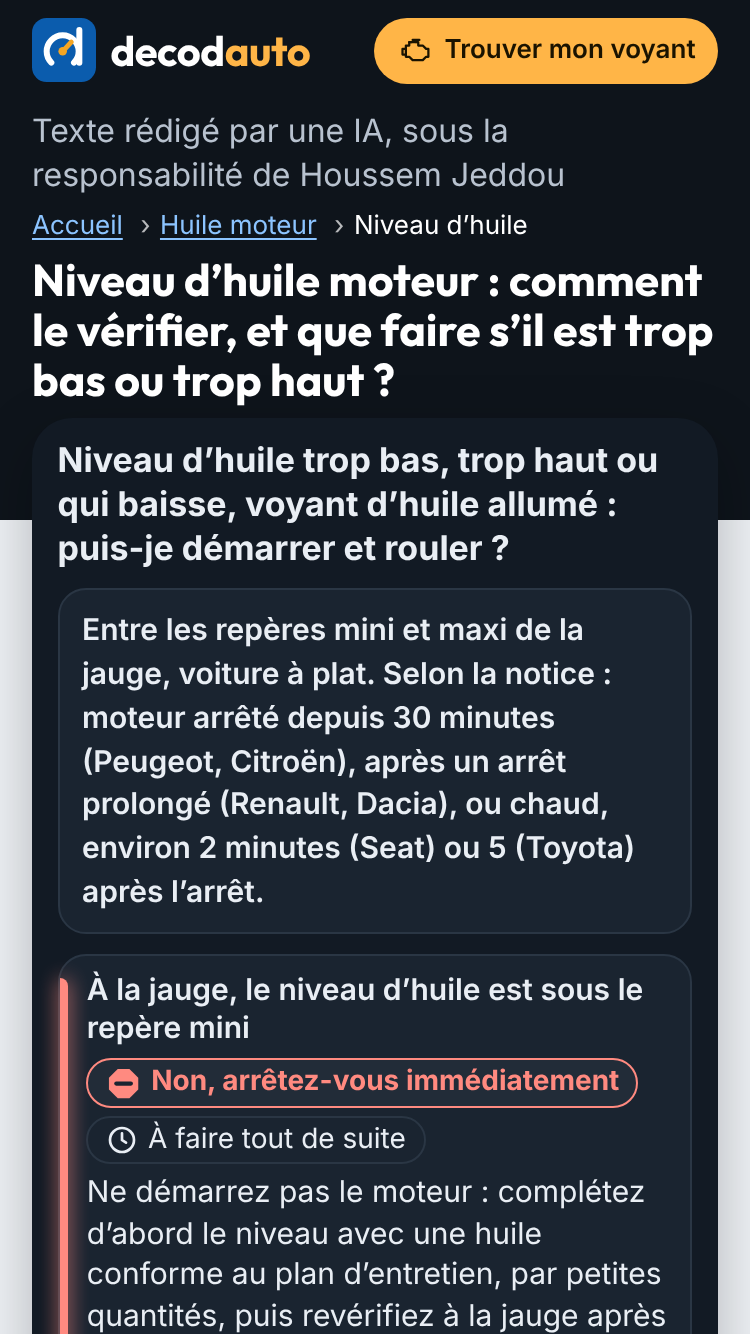 decodauto
Trouver mon voyant
Texte rédigé par une IA, sous la
responsabilité de Houssem Jeddou
Accueil › Huile moteur › Niveau d’huile
Niveau d’huile moteur : comment
le vérifier, et que faire s’il est trop
bas ou trop haut ?
Niveau d’huile trop bas, trop haut ou
qui baisse, voyant d’huile allumé :
puis-je démarrer et rouler ?
Entre les repères mini et maxi de la
jauge, voiture à plat. Selon la notice :
moteur arrêté depuis 30 minutes
(Peugeot, Citroën), après un arrêt
prolongé (Renault, Dacia), ou chaud,
environ 2 minutes (Seat) ou 5 (Toyota)
après l’arrêt.
À la jauge, le niveau d’huile est sous le
repère mini
Non, arrêtez-vous immédiatement
À faire tout de suite
Ne démarrez pas le moteur : complétez
d’abord le niveau avec une huile
conforme au plan d’entretien, par petites
quantités, puis revérifiez à la jauge après